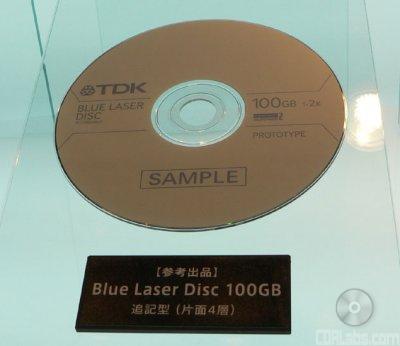 TDK
BLUE LASER
DISC
100GB 1-2x
PROTOTYPE
SAMPLE
【参考出品】
Blue Laser Disc 100GB
追記型（片面4層）
CDRLabs.com